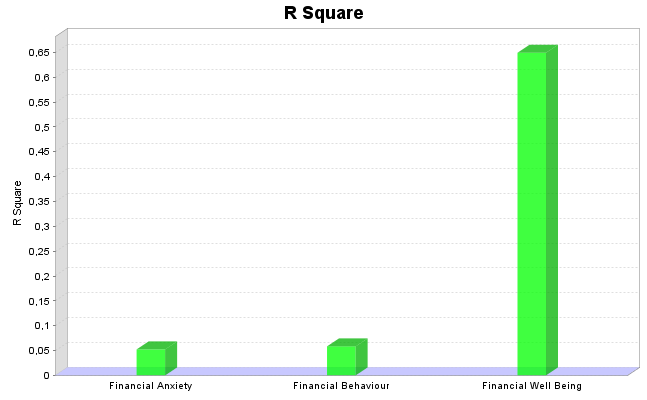 R Square
0,65
0,6
0,55
0,5
0,45
0,4
0,35
0,3
0,25
0,2
0,15
0,1
0,05
0
R Square
Financial Anxiety
Financial Behaviour
Financial Well Being